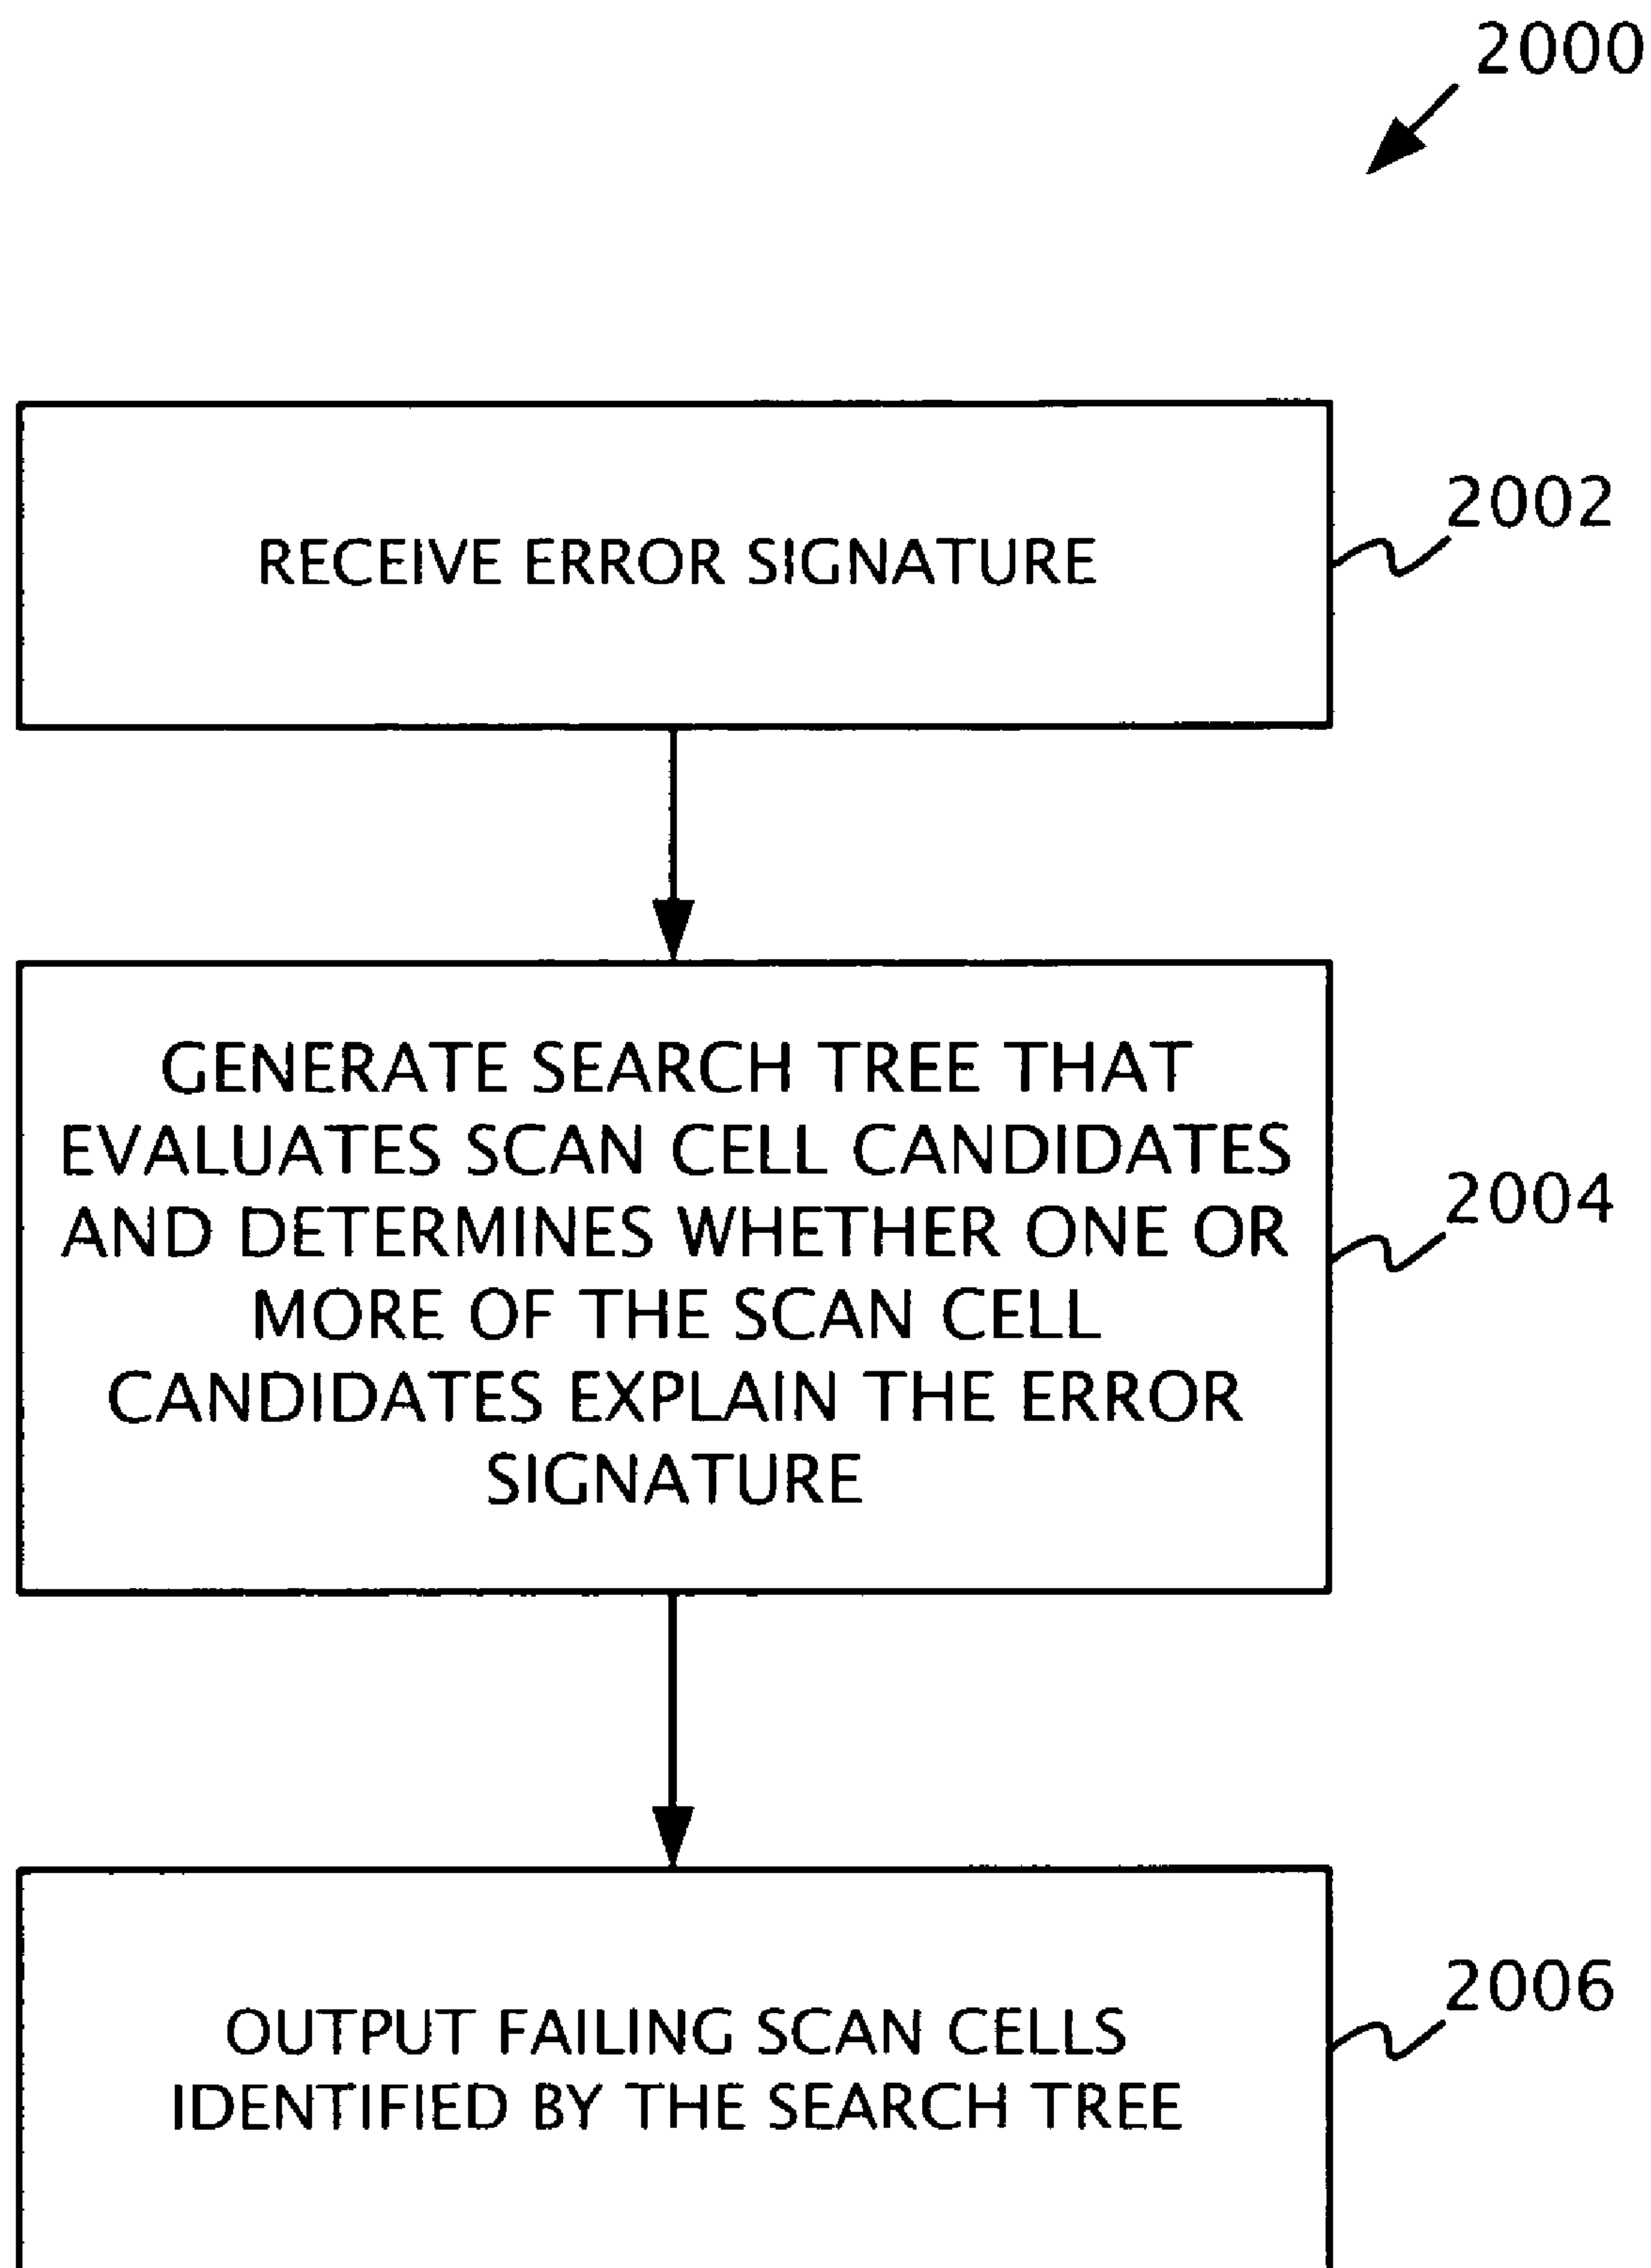 2000
RECEIVE ERROR SIGNATURE
2002
GENERATE SEARCH TREE THAT
EVALUATES SCAN CELL CANDIDATES
AND DETERMINES WHETHER ONE OR
MORE OF THE SCAN CELL
CANDIDATES EXPLAIN THE ERROR
SIGNATURE
2004
OUTPUT FAILING SCAN CELLS
IDENTIFIED BY THE SEARCH TREE
2006